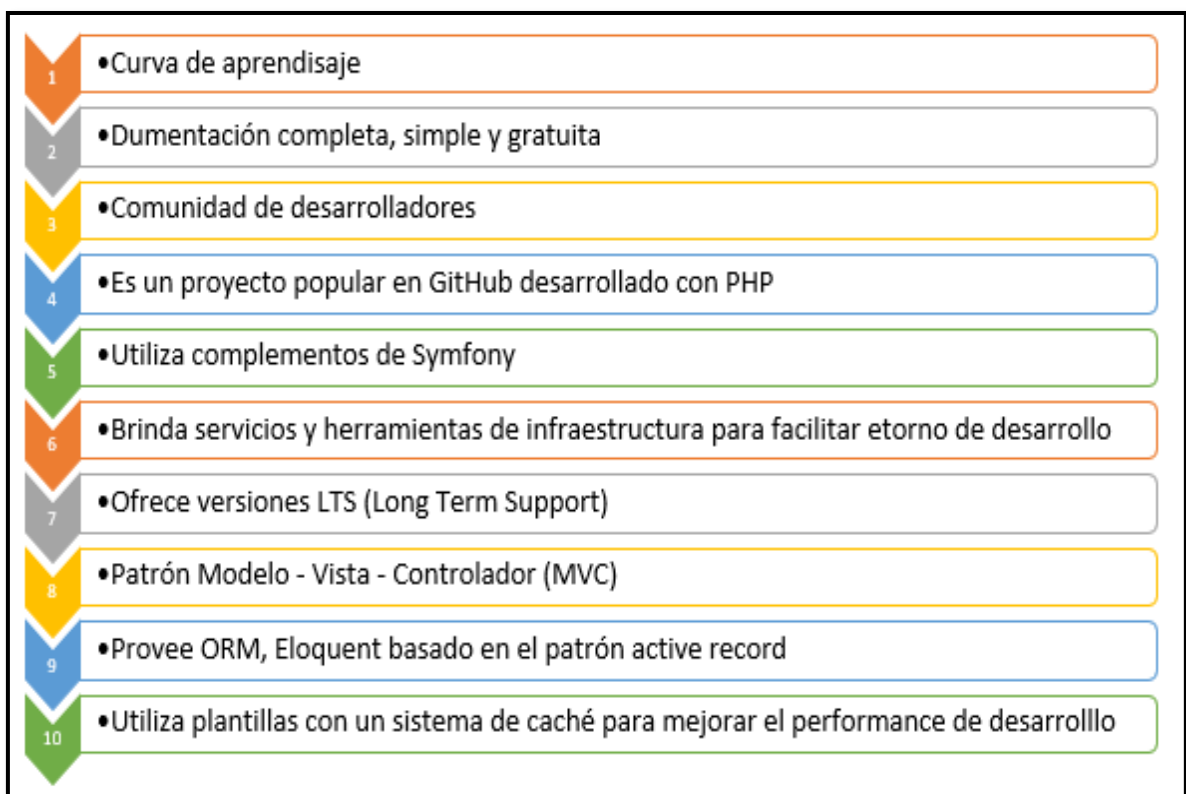 1 •Curva de aprendisaje
2 •Dumentación completa, simple y gratuita
3 •Comunidad de desarrolladores
4 •Es un proyecto popular en GitHub desarrollado con PHP
5 •Utiliza complementos de Symfony
6 •Brinda servicios y herramientas de infraestructura para facilitar etorno de desarrollo
7 •Ofrece versiones LTS (Long Term Support)
8 •Patrón Modelo - Vista - Controlador (MVC)
9 •Provee ORM, Eloquent basado en el patrón active record
10 •Utiliza plantillas con un sistema de caché para mejorar el performance de desarrolllo